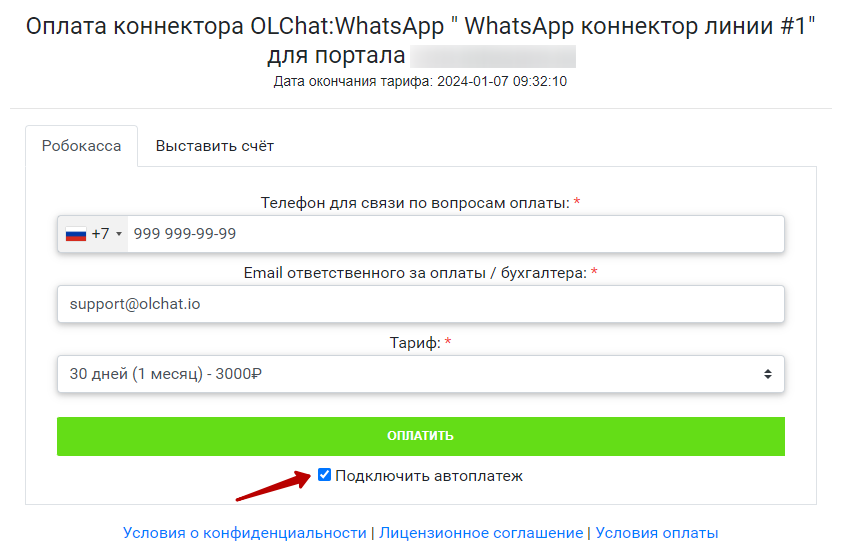 Оплата коннектора OLChat:WhatsApp " WhatsApp коннектор линии #1"
для портала
Дата окончания тарифа: 2024-01-07 09:32:10
Робокасса Выставить счёт
Телефон для связи по вопросам оплаты: *
+7 999 999-99-99
Email ответственного за оплаты / бухгалтера: *
support@olchat.io
Тариф: *
30 дней (1 месяц) - 3000₽
ОПЛАТИТЬ
Подключить автоплатеж
Условия о конфиденциальности | Лицензионное соглашение | Условия оплаты